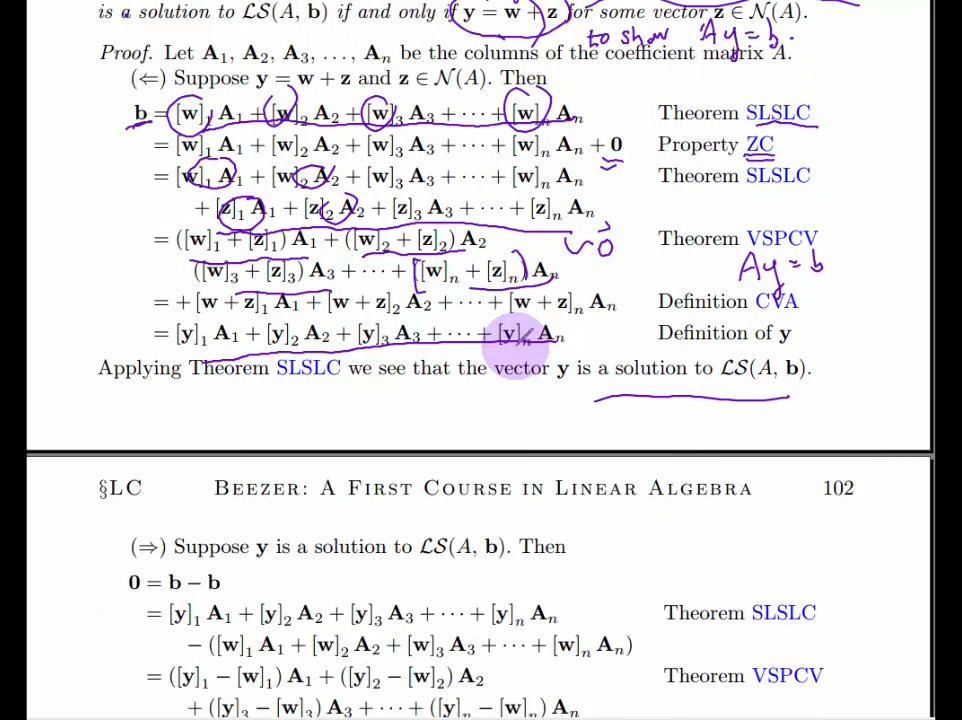 is a solution to LS(A, b) if and only if y = w + z for some vector z ∈ N(A).
to show Ay = b.
Proof. Let A₁, A₂, A₃, …, Aₙ be the columns of the coefficient matrix A.
(⇐) Suppose y = w + z and z ∈ N(A). Then
b = [w]₁ A₁ + [w]₂ A₂ + [w]₃ A₃ + ⋯ + [w]ₙ Aₙ Theorem SLSLC
= [w]₁ A₁ + [w]₂ A₂ + [w]₃ A₃ + ⋯ + [w]ₙ Aₙ + 0 Property ZC
= [w]₁ A₁ + [w]₂ A₂ + [w]₃ A₃ + ⋯ + [w]ₙ Aₙ Theorem SLSLC
+ [z]₁ A₁ + [z]₂ A₂ + [z]₃ A₃ + ⋯ + [z]ₙ Aₙ
= ([w]₁ + [z]₁) A₁ + ([w]₂ + [z]₂) A₂ Theorem VSPCV
([w]₃ + [z]₃) A₃ + ⋯ + ([w]ₙ + [z]ₙ) Aₙ Ay = b
= +[w + z]₁ A₁ + [w + z]₂ A₂ + ⋯ + [w + z]ₙ Aₙ Definition CVA
= [y]₁ A₁ + [y]₂ A₂ + [y]₃ A₃ + ⋯ + [y]ₙ Aₙ Definition of y
Applying Theorem SLSLC we see that the vector y is a solution to LS(A, b).
§LC BEEZER: A FIRST COURSE IN LINEAR ALGEBRA 102
(⇒) Suppose y is a solution to LS(A, b). Then
0 = b − b
= [y]₁ A₁ + [y]₂ A₂ + [y]₃ A₃ + ⋯ + [y]ₙ Aₙ Theorem SLSLC
− ([w]₁ A₁ + [w]₂ A₂ + [w]₃ A₃ + ⋯ + [w]ₙ Aₙ)
= ([y]₁ − [w]₁) A₁ + ([y]₂ − [w]₂) A₂ Theorem VSPCV
+ ([y]₃ − [w]₃) A₃ + ⋯ + ([y]ₙ − [w]ₙ) Aₙ